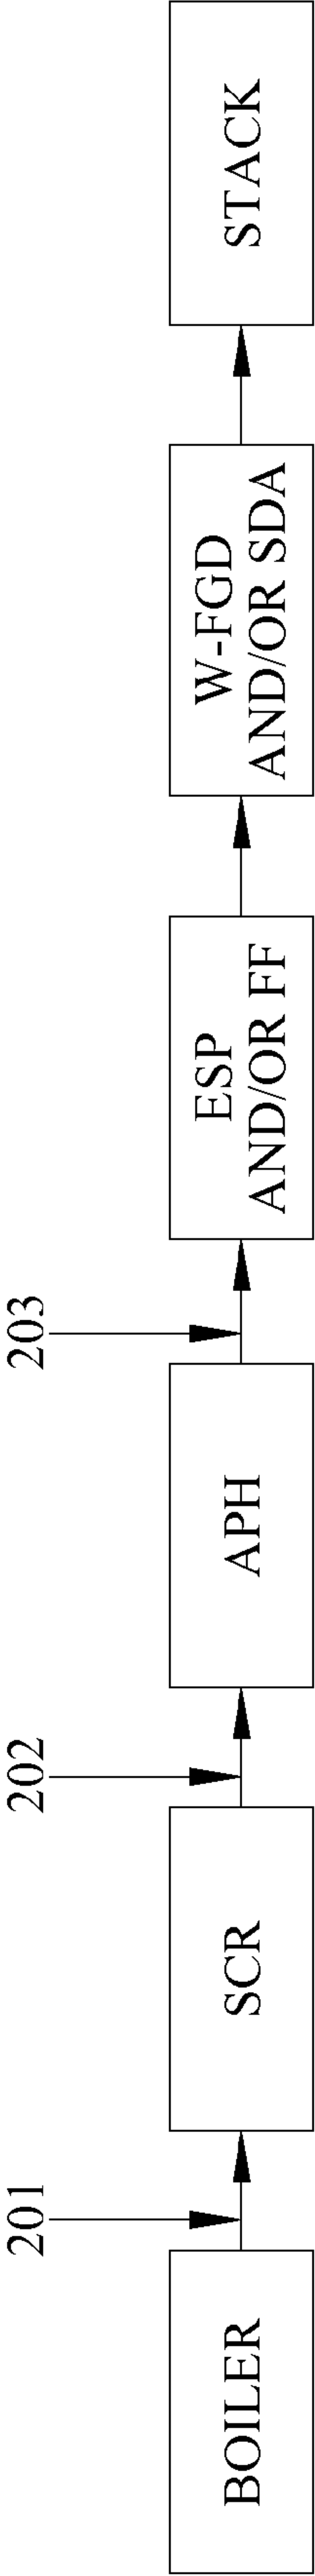 201
202
203
BOILER
SCR
APH
ESP
AND/OR FF
W-FGD
AND/OR SDA
STACK